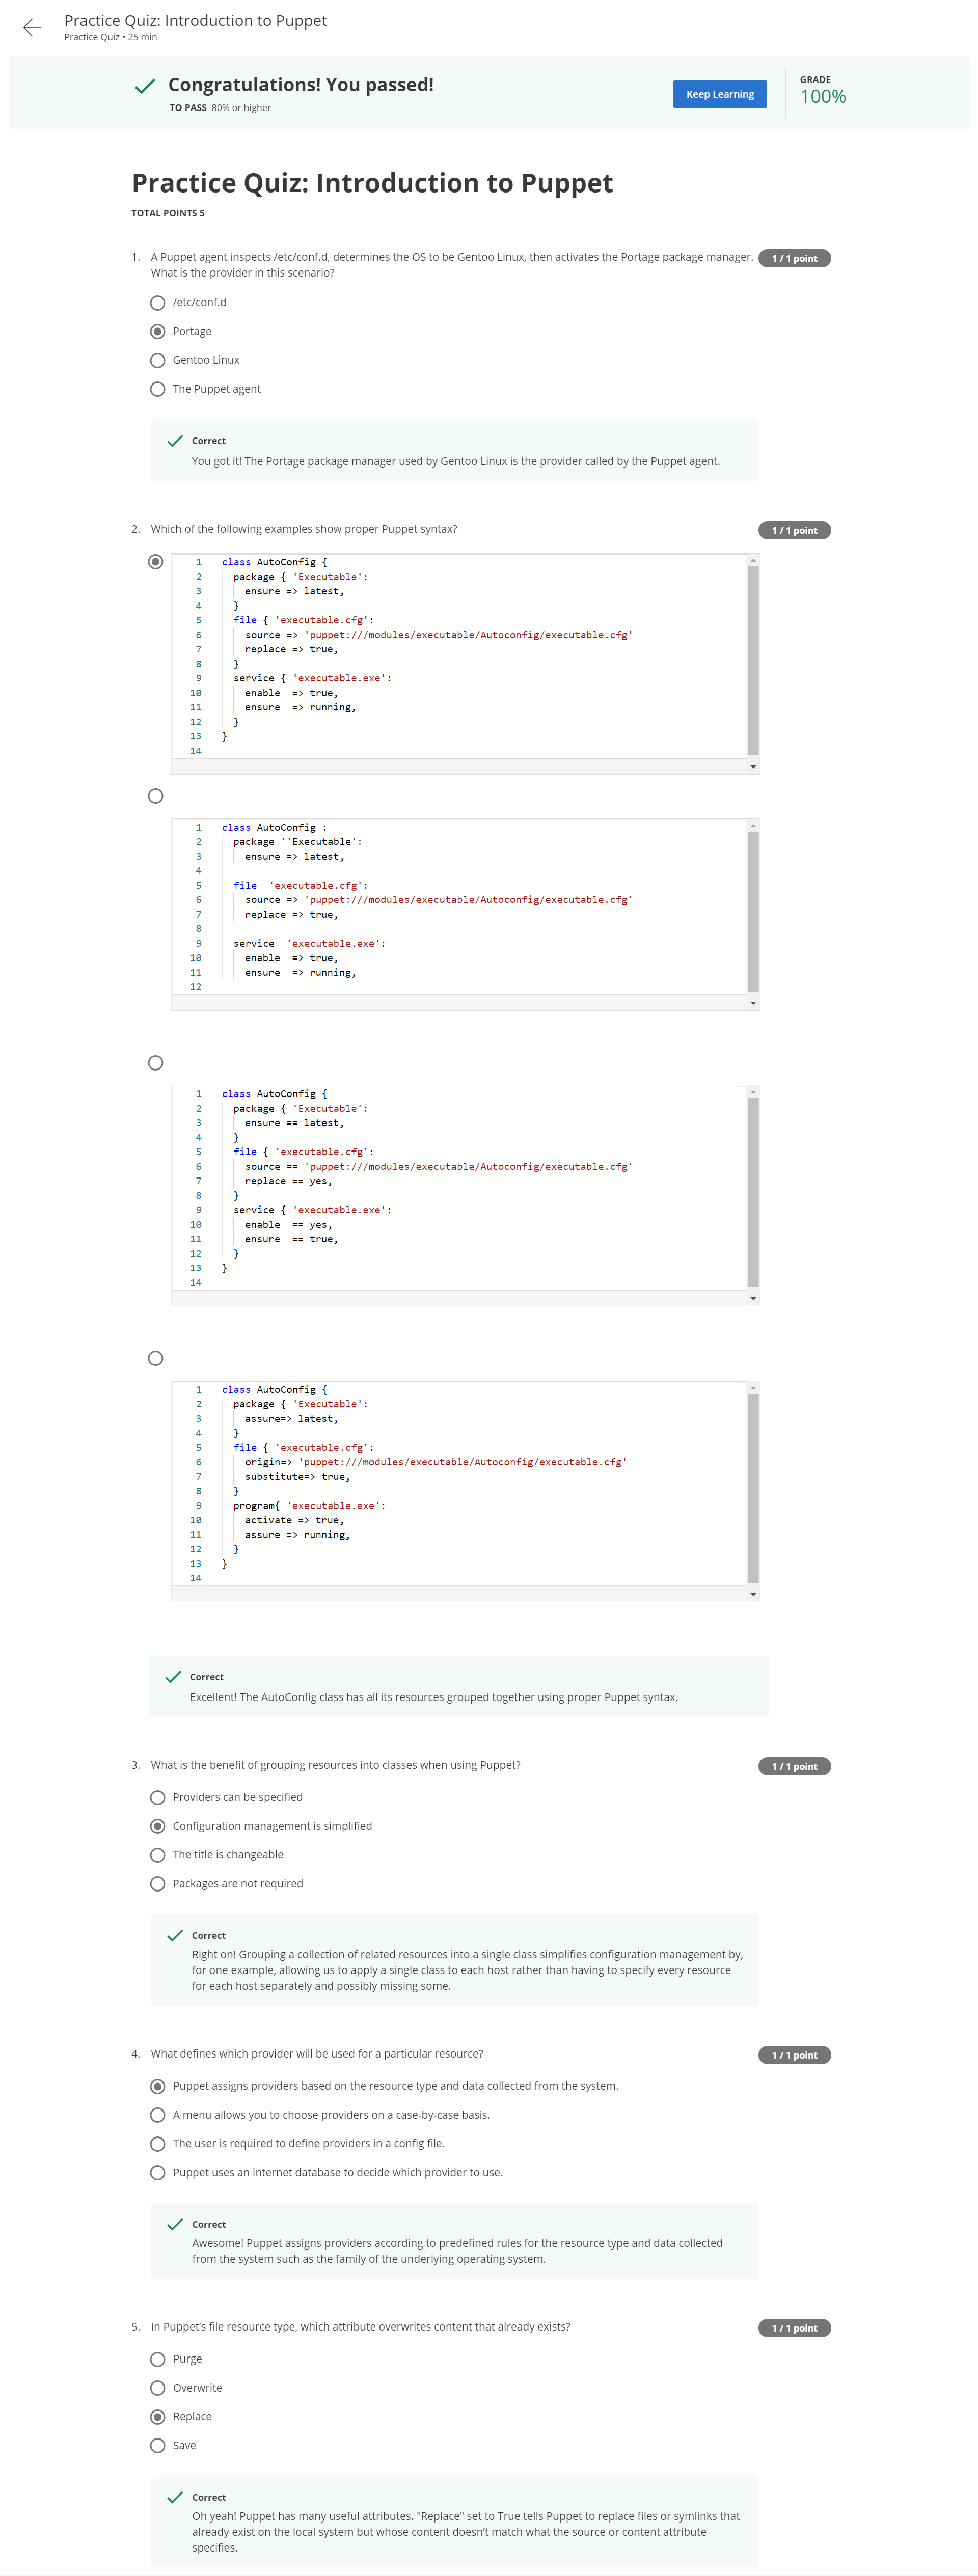 Practice Quiz: Introduction to Puppet
Practice Quiz • 25 min
Congratulations! You passed!
TO PASS 80% or higher
Keep Learning
GRADE
100%
Practice Quiz: Introduction to Puppet
TOTAL POINTS 5
1. A Puppet agent inspects /etc/conf.d, determines the OS to be Gentoo Linux, then activates the Portage package manager.
What is the provider in this scenario?
1 / 1 point
/etc/conf.d
Portage
Gentoo Linux
The Puppet agent
Correct
You got it! The Portage package manager used by Gentoo Linux is the provider called by the Puppet agent.
2. Which of the following examples show proper Puppet syntax?
1 / 1 point
1 class AutoConfig {
2   package { 'Executable':
3     ensure => latest,
4   }
5   file { 'executable.cfg':
6     source => 'puppet:///modules/executable/Autoconfig/executable.cfg'
7     replace => true,
8   }
9   service { 'executable.exe':
10     enable  => true,
11     ensure  => running,
12   }
13 }
14
1 class AutoConfig :
2   package ''Executable':
3     ensure => latest,
4
5   file  'executable.cfg':
6     source => 'puppet:///modules/executable/Autoconfig/executable.cfg'
7     replace => true,
8
9   service  'executable.exe':
10     enable  => true,
11     ensure  => running,
12
1 class AutoConfig {
2   package { 'Executable':
3     ensure == latest,
4   }
5   file { 'executable.cfg':
6     source == 'puppet:///modules/executable/Autoconfig/executable.cfg'
7     replace == yes,
8   }
9   service { 'executable.exe':
10     enable  == yes,
11     ensure  == true,
12   }
13 }
14
1 class AutoConfig {
2   package { 'Executable':
3     assure=> latest,
4   }
5   file { 'executable.cfg':
6     origin=> 'puppet:///modules/executable/Autoconfig/executable.cfg'
7     substitute=> true,
8   }
9   program{ 'executable.exe':
10     activate => true,
11     assure => running,
12   }
13 }
14
Correct
Excellent! The AutoConfig class has all its resources grouped together using proper Puppet syntax.
3. What is the benefit of grouping resources into classes when using Puppet?
1 / 1 point
Providers can be specified
Configuration management is simplified
The title is changeable
Packages are not required
Correct
Right on! Grouping a collection of related resources into a single class simplifies configuration management by,
for one example, allowing us to apply a single class to each host rather than having to specify every resource
for each host separately and possibly missing some.
4. What defines which provider will be used for a particular resource?
1 / 1 point
Puppet assigns providers based on the resource type and data collected from the system.
A menu allows you to choose providers on a case-by-case basis.
The user is required to define providers in a config file.
Puppet uses an internet database to decide which provider to use.
Correct
Awesome! Puppet assigns providers according to predefined rules for the resource type and data collected
from the system such as the family of the underlying operating system.
5. In Puppet’s file resource type, which attribute overwrites content that already exists?
1 / 1 point
Purge
Overwrite
Replace
Save
Correct
Oh yeah! Puppet has many useful attributes. "Replace" set to True tells Puppet to replace files or symlinks that
already exist on the local system but whose content doesn’t match what the source or content attribute
specifies.